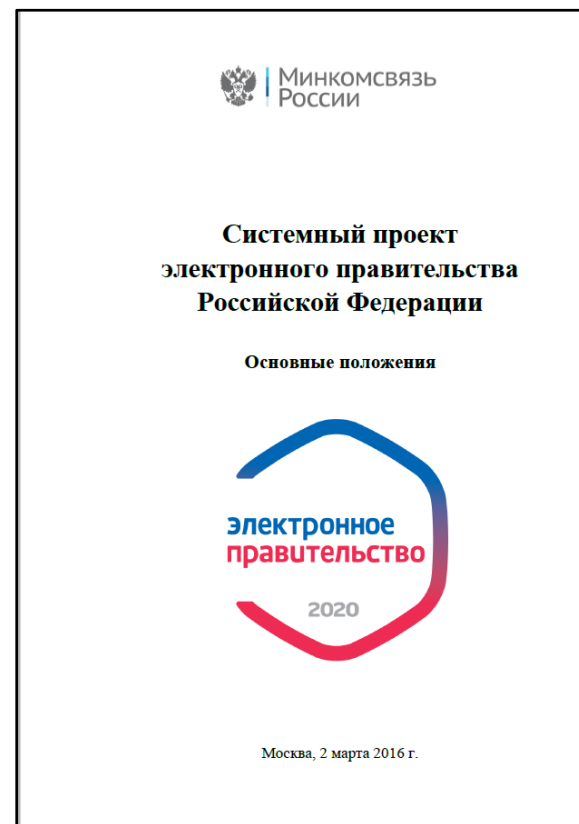 Минкомсвязь
России
Системный проект
электронного правительства
Российской Федерации
Основные положения
электронное
правительство
2020
Москва, 2 марта 2016 г.